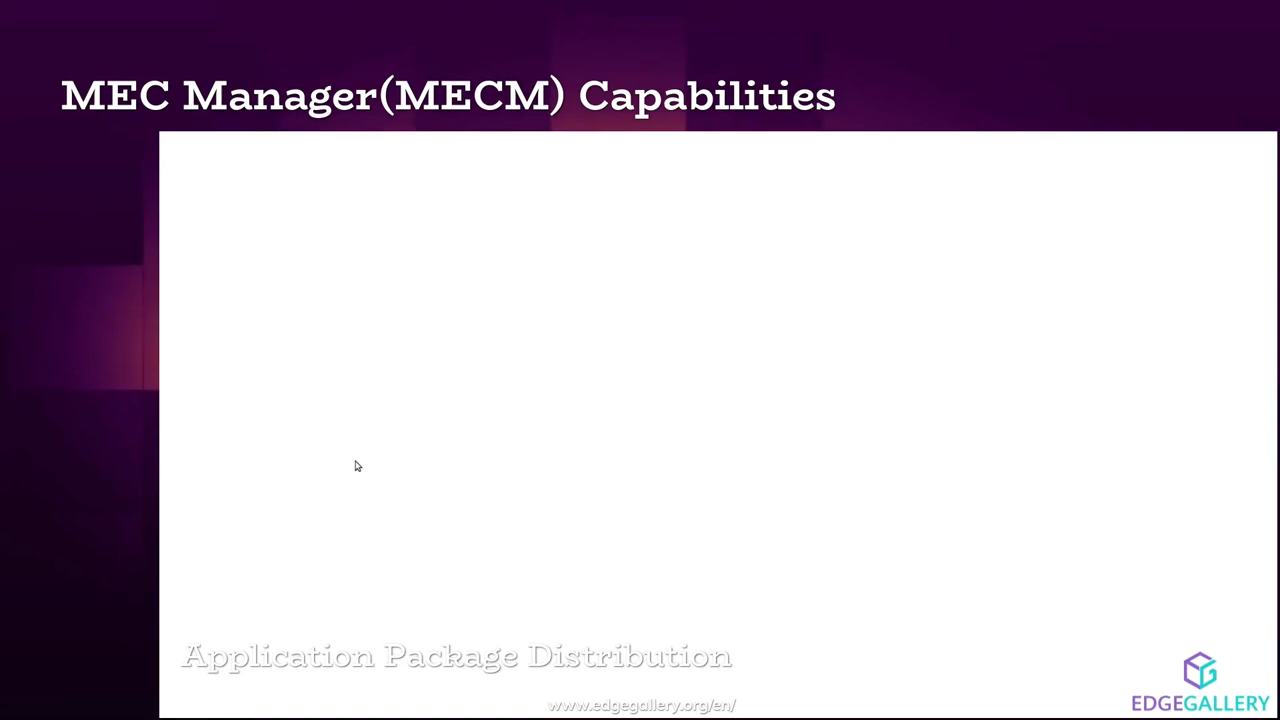 MEC Manager(MECM) Capabilities
Application Package Distribution
www.edgegallery.org/en/
EDGEGALLERY